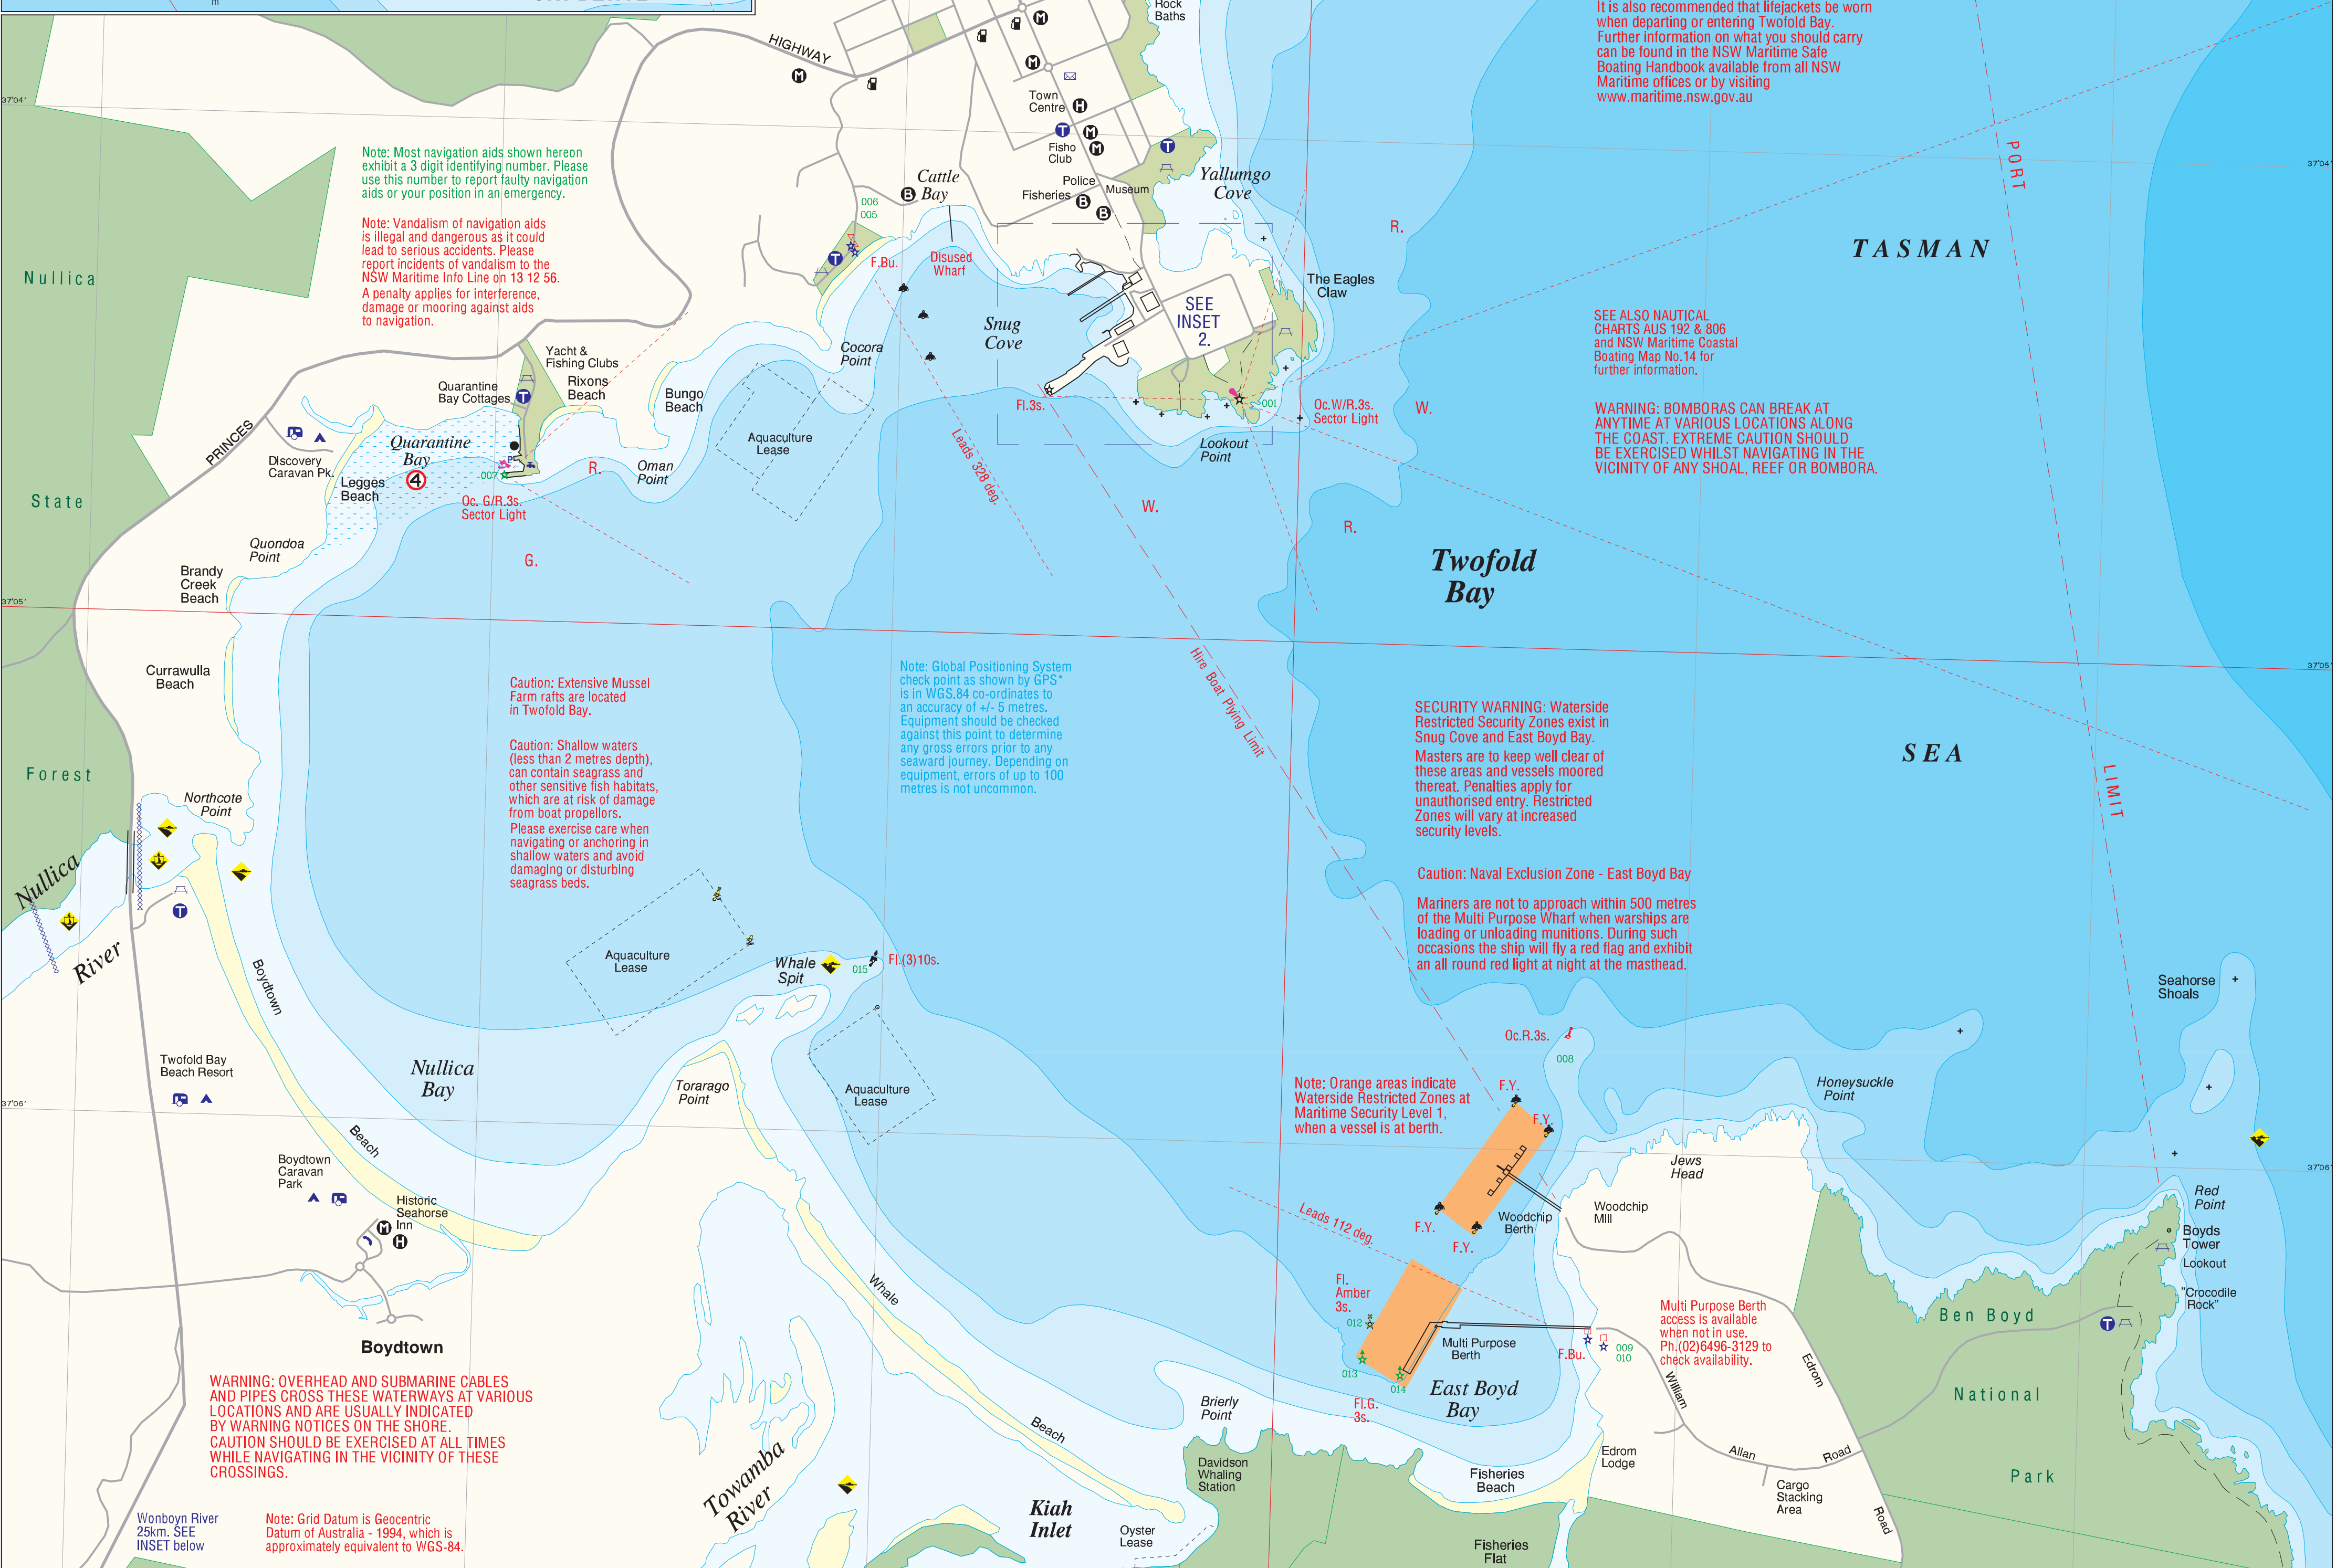 m
Rock
Baths
It is also recommended that lifejackets be worn
when departing or entering Twofold Bay.
Further information on what you should carry
can be found in the NSW Maritime Safe
Boating Handbook available from all NSW
Maritime offices or by visiting
www.maritime.nsw.gov.au
HIGHWAY
M
M
M
37°04'
Town
Centre
H
T
M
Fisho
Club
M
T
PORT
37°04'
Note: Most navigation aids shown hereon
exhibit a 3 digit identifying number. Please
use this number to report faulty navigation
aids or your position in an emergency.
Note: Vandalism of navigation aids
is illegal and dangerous as it could
lead to serious accidents. Please
report incidents of vandalism to the
NSW Maritime Info Line on 13 12 56.
A penalty applies for interference,
damage or mooring against aids
to navigation.
Cattle
Bay
B
Police
Fisheries
B
Museum
B
Yallumgo
Cove
006
005
T
F.Bu.
Disused
Wharf
R.
TASMAN
Nullica
The Eagles
Claw
SEE
INSET
2.
Snug
Cove
Cocora
Point
SEE ALSO NAUTICAL
CHARTS AUS 192 & 806
and NSW Maritime Coastal
Boating Map No.14 for
further information.
Yacht &
Fishing Clubs
Quarantine
Bay Cottages
T
Rixons
Beach
Bungo
Beach
Fl.3s.
001
Oc.W/R.3s.
Sector Light
W.
WARNING: BOMBORAS CAN BREAK AT
ANYTIME AT VARIOUS LOCATIONS ALONG
THE COAST. EXTREME CAUTION SHOULD
BE EXERCISED WHILST NAVIGATING IN THE
VICINITY OF ANY SHOAL, REEF OR BOMBORA.
PRINCES
Quarantine
Bay
4
Discovery
Caravan Pk.
Legges
Beach
P
007
Oc. G/R.3s.
Sector Light
R.
Oman
Point
Aquaculture
Lease
Leads 328 deg.
Lookout
Point
W.
R.
State
G.
Quondoa
Point
Brandy
Creek
Beach
Twofold
Bay
37°05'
Currawulla
Beach
Hire Boat Plying Limit
37°05'
Caution: Extensive Mussel
Farm rafts are located
in Twofold Bay.
Caution: Shallow waters
(less than 2 metres depth),
can contain seagrass and
other sensitive fish habitats,
which are at risk of damage
from boat propellors.
Please exercise care when
navigating or anchoring in
shallow waters and avoid
damaging or disturbing
seagrass beds.
Note: Global Positioning System
check point as shown by GPS*
is in WGS.84 co-ordinates to
an accuracy of +/- 5 metres.
Equipment should be checked
against this point to determine
any gross errors prior to any
seaward journey. Depending on
equipment, errors of up to 100
metres is not uncommon.
SECURITY WARNING: Waterside
Restricted Security Zones exist in
Snug Cove and East Boyd Bay.
Masters are to keep well clear of
these areas and vessels moored
thereat. Penalties apply for
unauthorised entry. Restricted
Zones will vary at increased
security levels.
SEA
LIMIT
Forest
Northcote
Point
Caution: Naval Exclusion Zone - East Boyd Bay
Mariners are not to approach within 500 metres
of the Multi Purpose Wharf when warships are
loading or unloading munitions. During such
occasions the ship will fly a red flag and exhibit
an all round red light at night at the masthead.
Nullica
River
T
Boydtown
Beach
Aquaculture
Lease
Whale
Spit
015
Fl.(3)10s.
Seahorse
Shoals
Oc.R.3s.
008
Twofold Bay
Beach Resort
Nullica
Bay
Torarago
Point
Aquaculture
Lease
Note: Orange areas indicate
Waterside Restricted Zones at
Maritime Security Level 1,
when a vessel is at berth.
F.Y.
F.Y.
Honeysuckle
Point
37°06'
37°06'
Jews
Head
Boydtown
Caravan
Park
Historic
Seahorse
Inn
M
H
Leads 112 deg.
F.Y.
F.Y.
Woodchip
Berth
Woodchip
Mill
Red
Point
Boyds
Tower
Lookout
"Crocodile
Rock"
Whale
Beach
Fl.
Amber
3s.
012
013
014
Fl.G.
3s.
Multi Purpose
Berth
F.Bu.
009
010
Multi Purpose Berth
access is available
when not in use.
Ph.(02)6496-3129 to
check availability.
Ben Boyd
National
Park
T
Boydtown
WARNING: OVERHEAD AND SUBMARINE CABLES
AND PIPES CROSS THESE WATERWAYS AT VARIOUS
LOCATIONS AND ARE USUALLY INDICATED
BY WARNNG NOTICES ON THE SHORE.
CAUTION SHOULD BE EXERCISED AT ALL TIMES
WHILE NAVIGATING IN THE VICINITY OF THESE
CROSSINGS.
East Boyd
Bay
Brierly
Point
William
Allan
Road
Edrom
Road
Edrom
Lodge
Davidson
Whaling
Station
Fisheries
Beach
Cargo
Stacking
Area
Towamba
River
Kiah
Inlet
Oyster
Lease
Fisheries
Flat
Wonboyn River
25km. SEE
INSET below
Note: Grid Datum is Geocentric
Datum of Australia - 1994, which is
approximately equivalent to WGS-84.